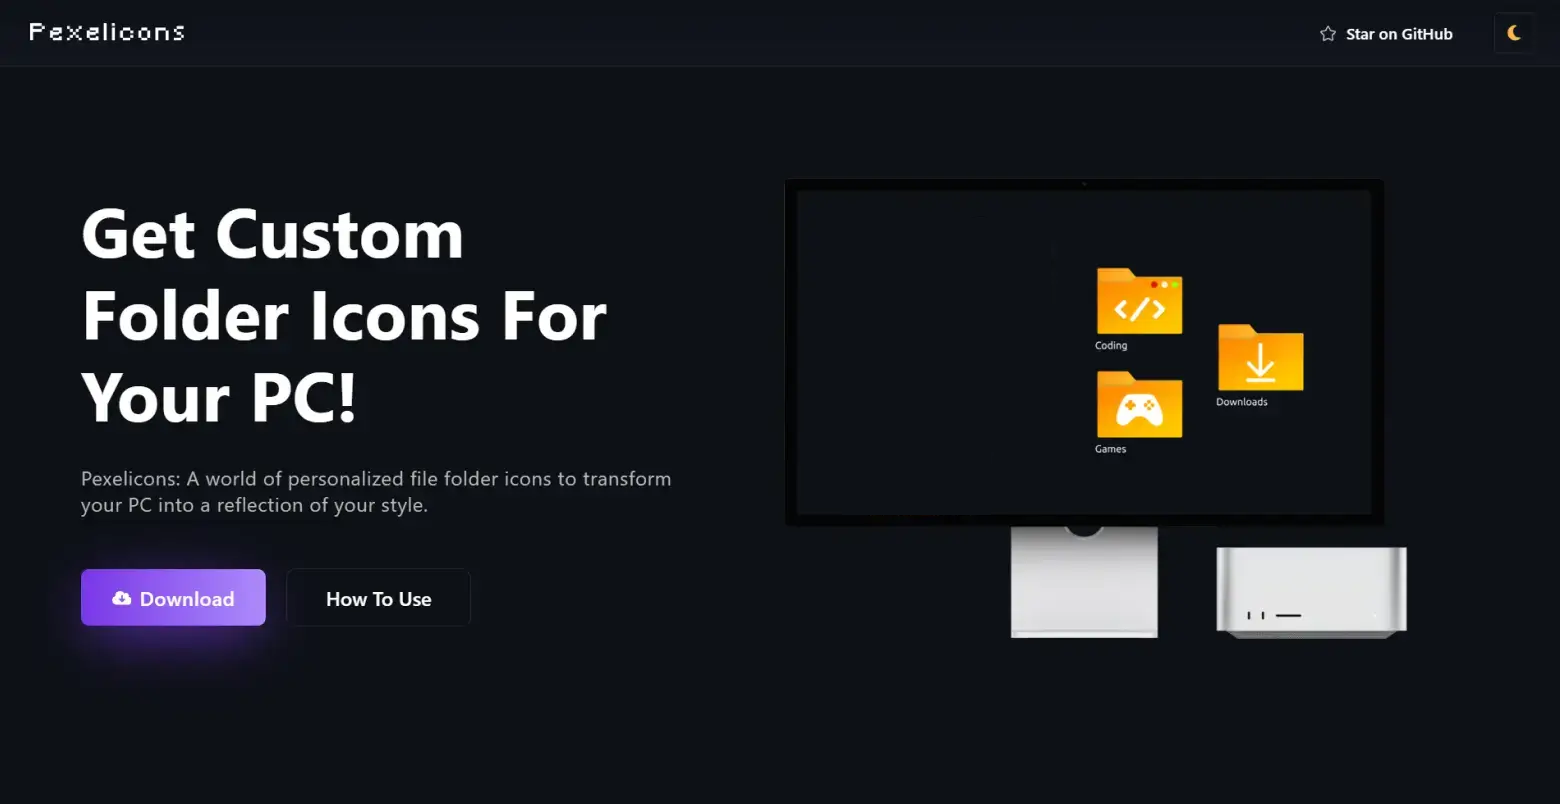 Pexelicons
Star on GitHub
Get Custom
Folder Icons For
Your PC!
Pexelicons: A world of personalized file folder icons to transform
your PC into a reflection of your style.
Download
How To Use
Coding
Downloads
Games